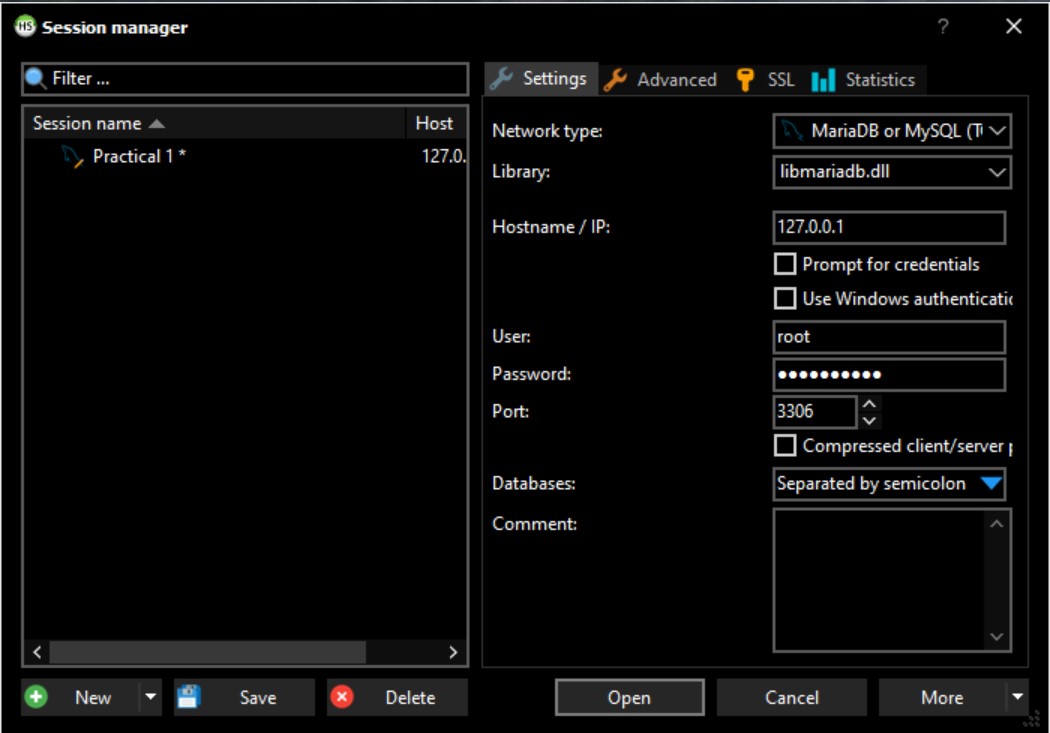 HS Session manager ?
Filter ...
Session name Host
Practical 1 * 127.0.
Settings Advanced SSL Statistics
Network type: MariaDB or MySQL (T
Library: libmariadb.dll
Hostname / IP: 127.0.0.1
Prompt for credentials
Use Windows authenticatic
User: root
Password: ●●●●●●●●●●
Port: 3306
Compressed client/server p
Databases: Separated by semicolon
Comment:
New Save Delete Open Cancel More